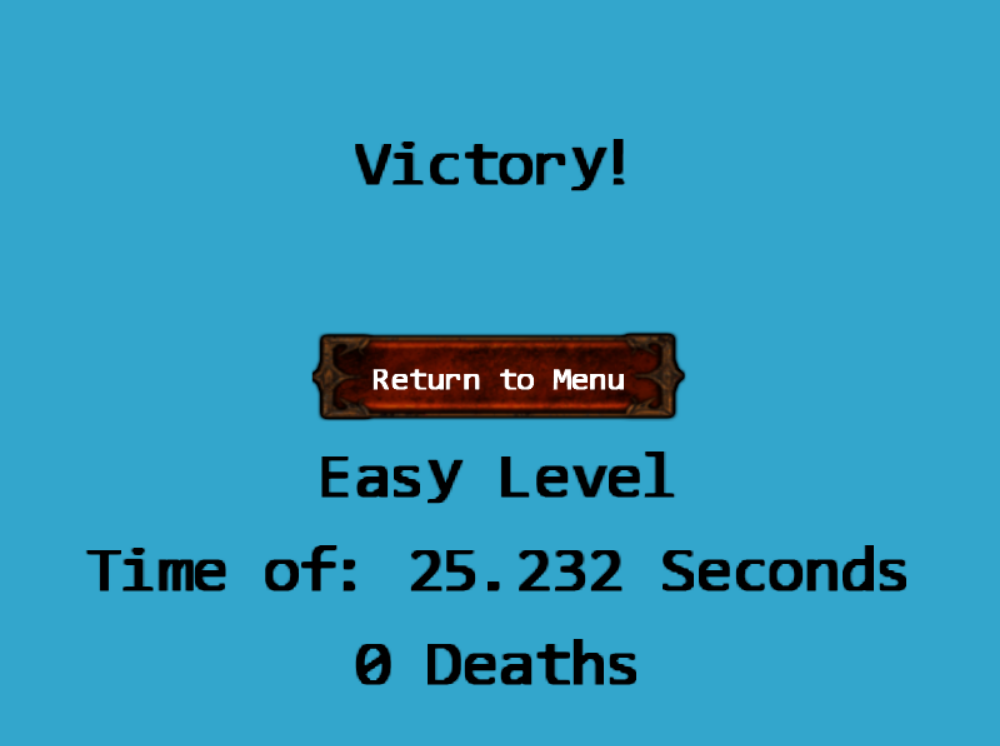 Victory!
Return to Menu
Easy Level
Time of: 25.232 Seconds
0 Deaths